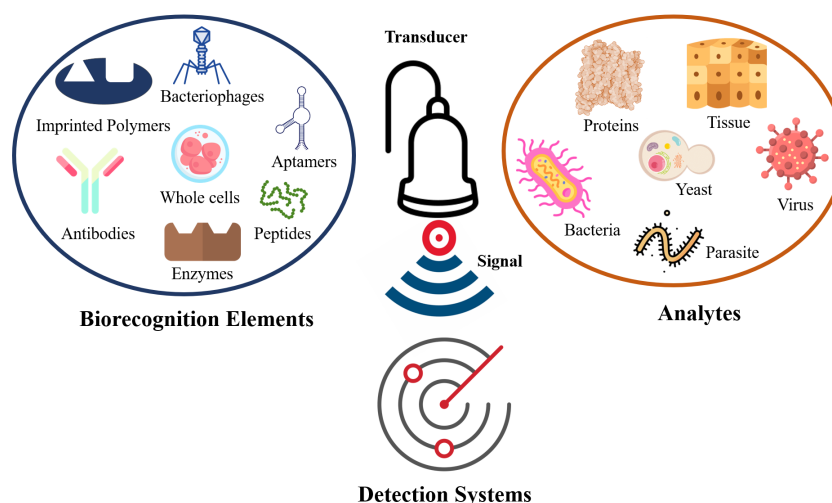 Transducer
Bacteriophages
Imprinted Polymers
Aptamers
Whole cells
Antibodies
Peptides
Enzymes
Biorecognition Elements
Signal
Proteins
Tissue
Yeast
Virus
Bacteria
Parasite
Analytes
Detection Systems